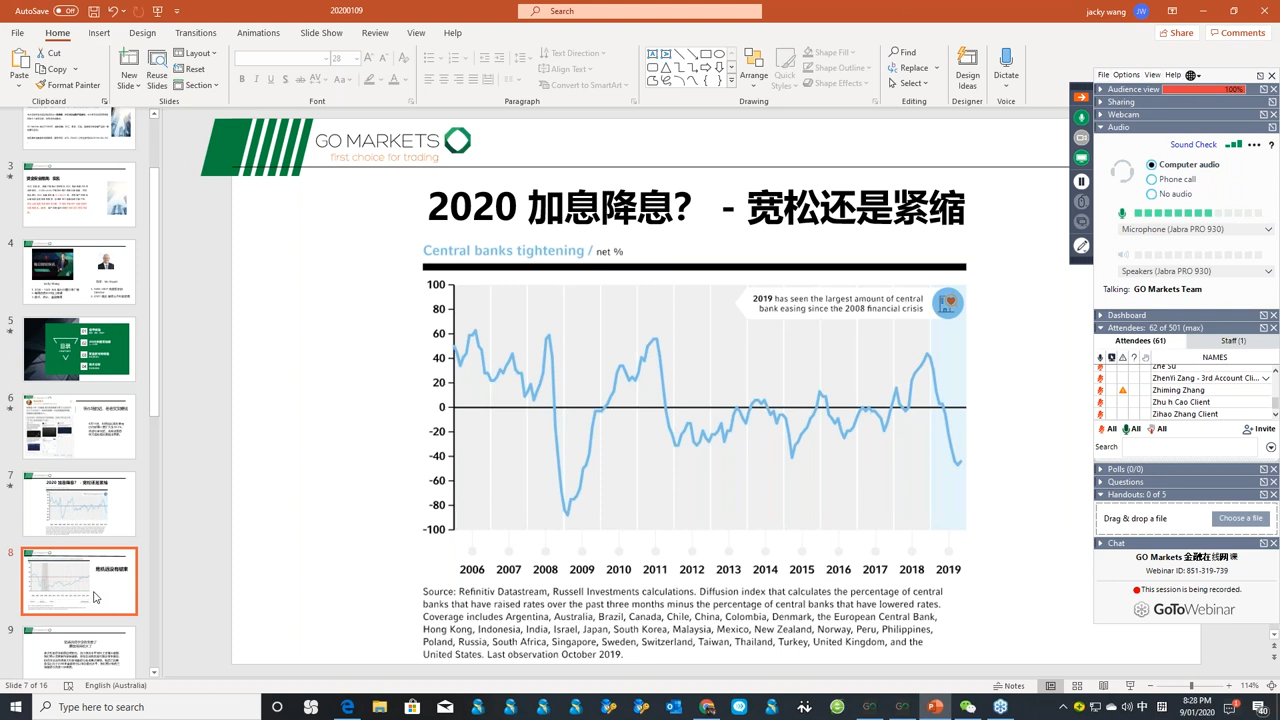 AutoSave
Off
20200109
Search
JW
File
Home
Insert
Design
Transitions
Animations
Slide Show
Review
View
Help
Share
Comments
Paste
Cut
Copy
Format Painter
Clipboard
New
Slides
Reuse
Slides
Layout
Reset
Section
Slides
28
Font
Text Direction
Align Text
Convert to SmartArt
Paragraph
Arrange
Quick
Styles
Shape Fill
Shape Outline
Shape Effects
Drawing
Find
Replace
Select
Editing
Design
Ideas
Designer
Dictate
Voice
3
4
5
6
7
8
2020 加息降息? - 宽松还是紧缩
GO MARKETS
first choice for trading
2020 加息降息? - 宽松还是紧缩
Central banks tightening / net %
100
80
60
40
20
0
-20
-40
-60
-80
-100
2019 has seen the largest amount of central
bank easing since the 2008 financial crisis
2006 2007 2008 2009 2010 2011 2012 2013 2014 2015 2016 2017 2018 2019
Source: Refinitiv Datastream, Russell Investments calculations. Diffusion index that calculates the percentage of central
banks that have raised rates over the past three months minus the percentage of central banks that have lowered rates.
Coverage includes Argentina, Australia, Brazil, Canada, Chile, China, Colombia, Denmark, the European Central Bank,
Hong Kong, Indonesia, India, Israel, Japan, South Korea, Malaysia, Mexico, New Zealand, Norway, Peru, Philippines,
Poland, Russia, South Africa, Singapore, Sweden, Switzerland, Taiwan, Thailand, Turkey, United Kingdom, and the
United States. Last observation October 2019.
File Options View Help
Audience view
100%
Sharing
Webcam
Audio
Sound Check
?
Computer audio
Phone call
No audio
Microphone (Jabra PRO 930)
Speakers (Jabra PRO 930)
Talking: GO Markets Team
Dashboard
Attendees: 62 of 501 (max)
Attendees (61)
Staff (1)
NAMES
Zhe Su
ZhenYi Zang - 3rd Account Cli...
Zhiming Zhang
Zhu h Cao Client
Zihao Zhang Client
All
All
All
Invite
Search
Polls (0/0)
Questions
Handouts: 0 of 5
Drag & drop a file
Choose a file
Chat
GO Markets 金融在线网课
Webinar ID: 851-319-739
This session is being recorded.
GoToWebinar
Slide 7 of 16
English (Australia)
Notes
114%
Type here to search
8:28 PM
9/01/2020